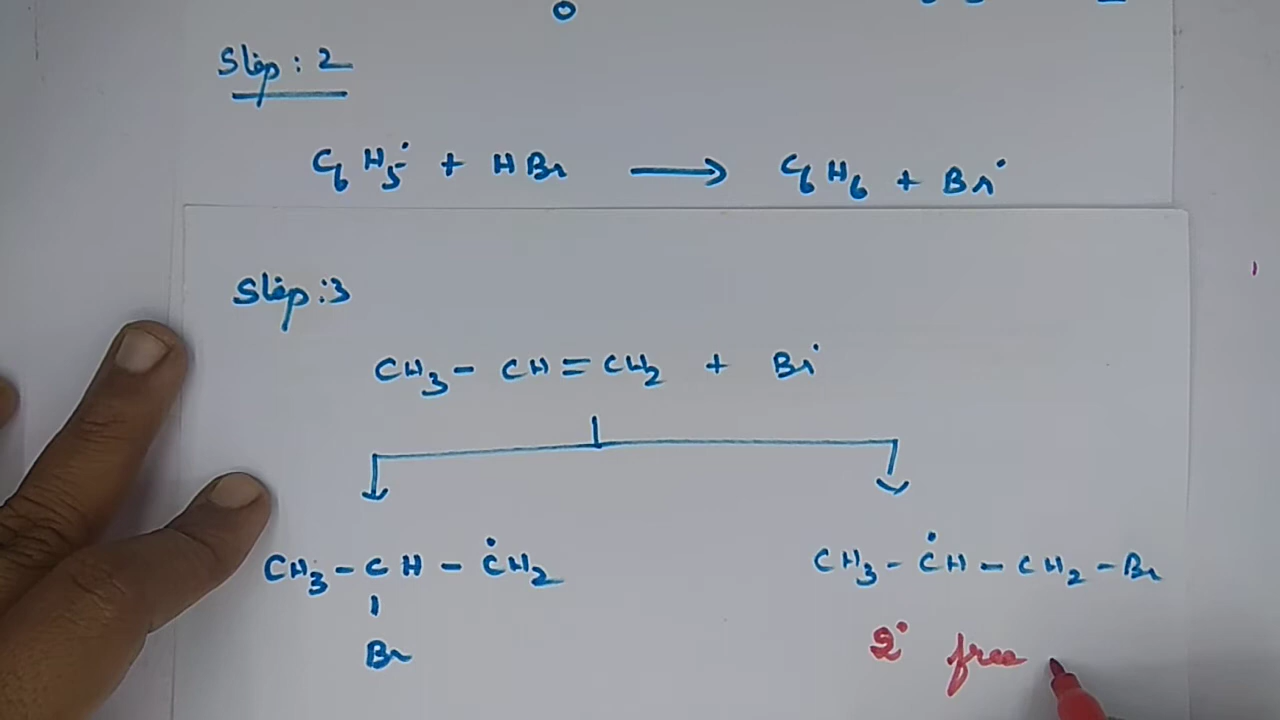 Step: 2
C6H5• + HBr ⟶ C6H6 + Br•
Step:3
CH3- CH=CH2 + Br•
CH3-CH-ĊH2
Br
CH3-ĊH-CH2-Br
2° free